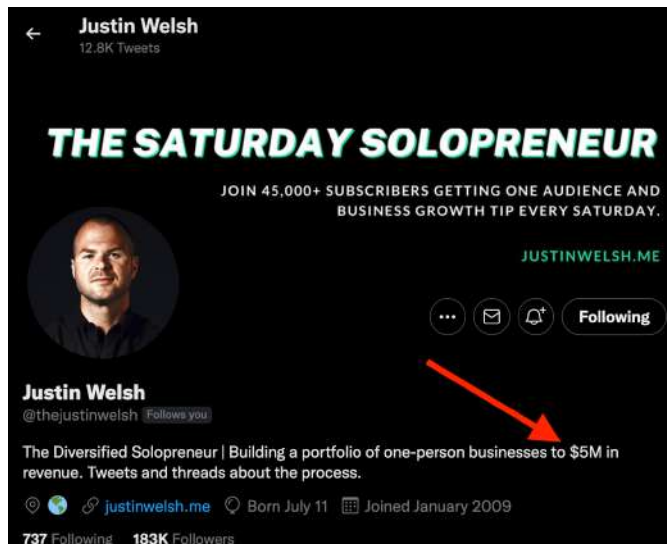 Justin Welsh
12.8K Tweets
THE SATURDAY SOLOPRENEUR
JOIN 45,000+ SUBSCRIBERS GETTING ONE AUDIENCE AND
BUSINESS GROWTH TIP EVERY SATURDAY.
JUSTINWELSH.ME
Following
Justin Welsh
@thejustinwelsh Follows you
The Diversified Solopreneur | Building a portfolio of one-person businesses to $5M in
revenue. Tweets and threads about the process.
justinwelsh.me Born July 11 Joined January 2009
737 Following 183K Followers